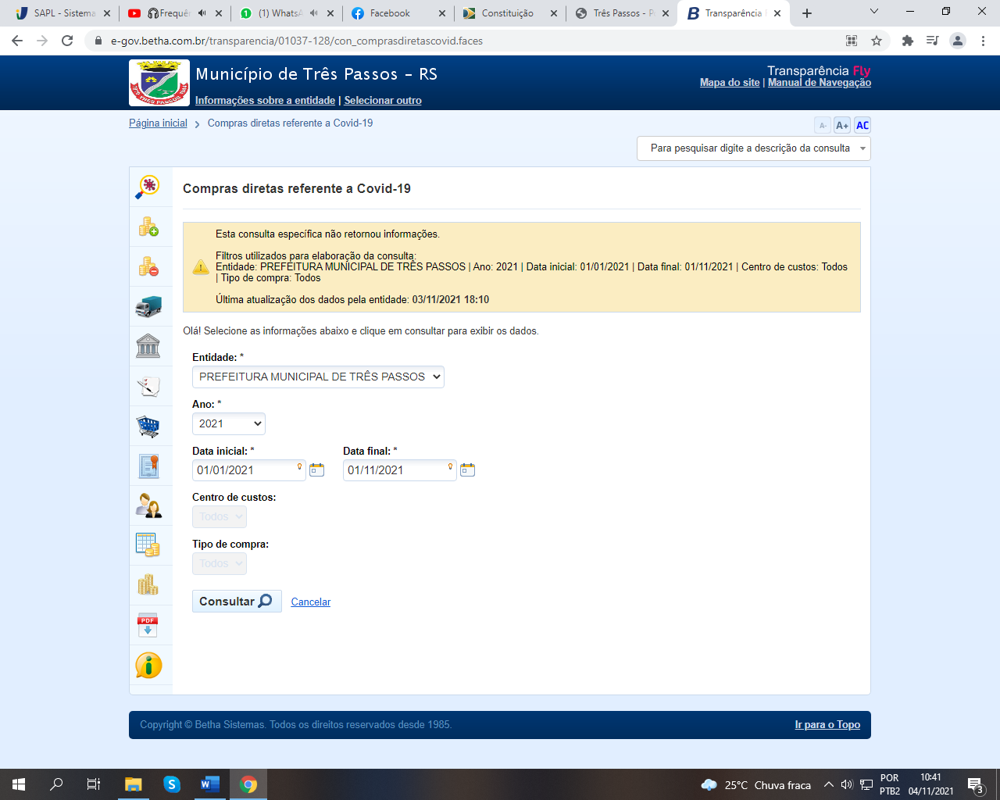 SAPL - Sistema
Frequên
(1) WhatsA
Facebook
Constituição
Três Passos - P
Transparência
e-gov.betha.com.br/transparencia/01037-128/con_comprasdiretascovid.faces
Município de Três Passos - RS
Transparência Fly
Mapa do site | Manual de Navegação
Informações sobre a entidade | Selecionar outro
Página inicial > Compras diretas referente a Covid-19
A- A+ AC
Para pesquisar digite a descrição da consulta
Compras diretas referente a Covid-19
Esta consulta específica não retornou informações.
Filtros utilizados para elaboração da consulta:
Entidade: PREFEITURA MUNICIPAL DE TRÊS PASSOS | Ano: 2021 | Data inicial: 01/01/2021 | Data final: 01/11/2021 | Centro de custos: Todos
| Tipo de compra: Todos
Última atualização dos dados pela entidade: 03/11/2021 18:10
Olá! Selecione as informações abaixo e clique em consultar para exibir os dados.
Entidade: *
PREFEITURA MUNICIPAL DE TRÊS PASSOS
Ano: *
2021
Data inicial: * Data final: *
01/01/2021 01/11/2021
Centro de custos:
Todos
Tipo de compra:
Todos
Consultar Cancelar
PDF
Copyright © Betha Sistemas. Todos os direitos reservados desde 1985.
Ir para o Topo
25°C Chuva fraca
POR
PTB2
10:41
04/11/2021
3